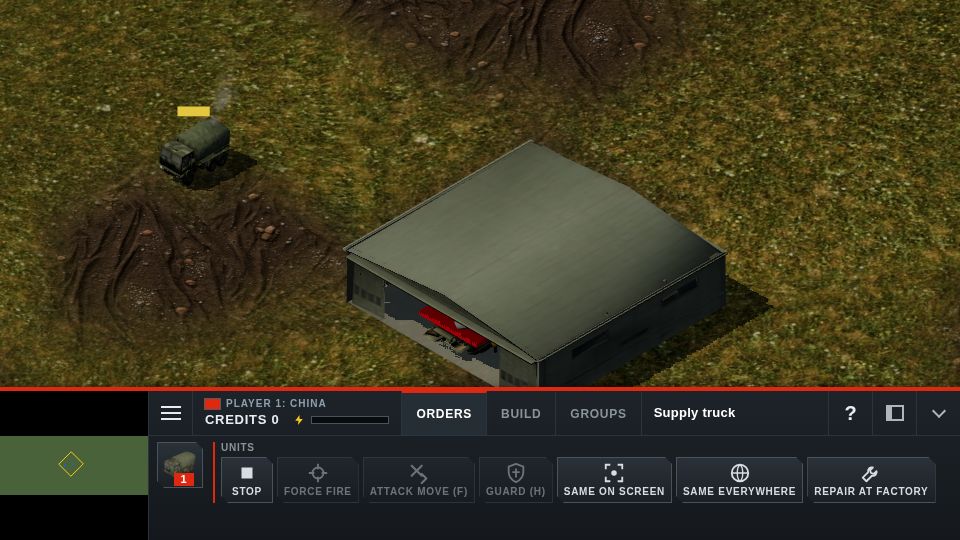 PLAYER 1: CHINA
CREDITS 0
ORDERS
BUILD
GROUPS
Supply truck
?
UNITS
1
STOP
FORCE FIRE
ATTACK MOVE (F)
GUARD (H)
SAME ON SCREEN
SAME EVERYWHERE
REPAIR AT FACTORY